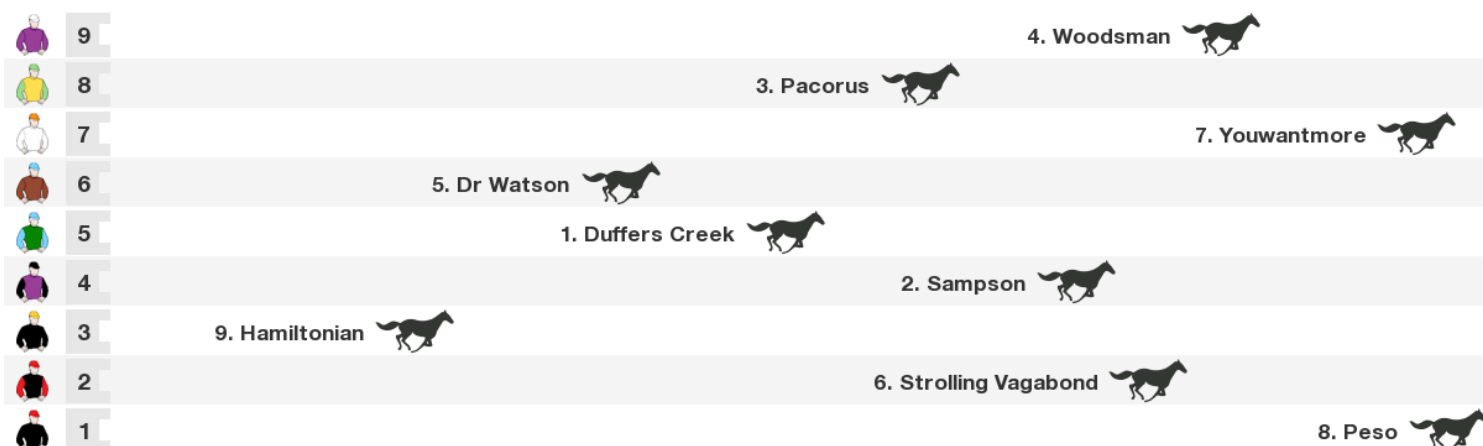 9 4. Woodsman
8 3. Pacorus
7 7. Youwantmore
6 5. Dr Watson
5 1. Duffers Creek
4 2. Sampson
3 9. Hamiltonian
2 6. Strolling Vagabond
1 8. Peso